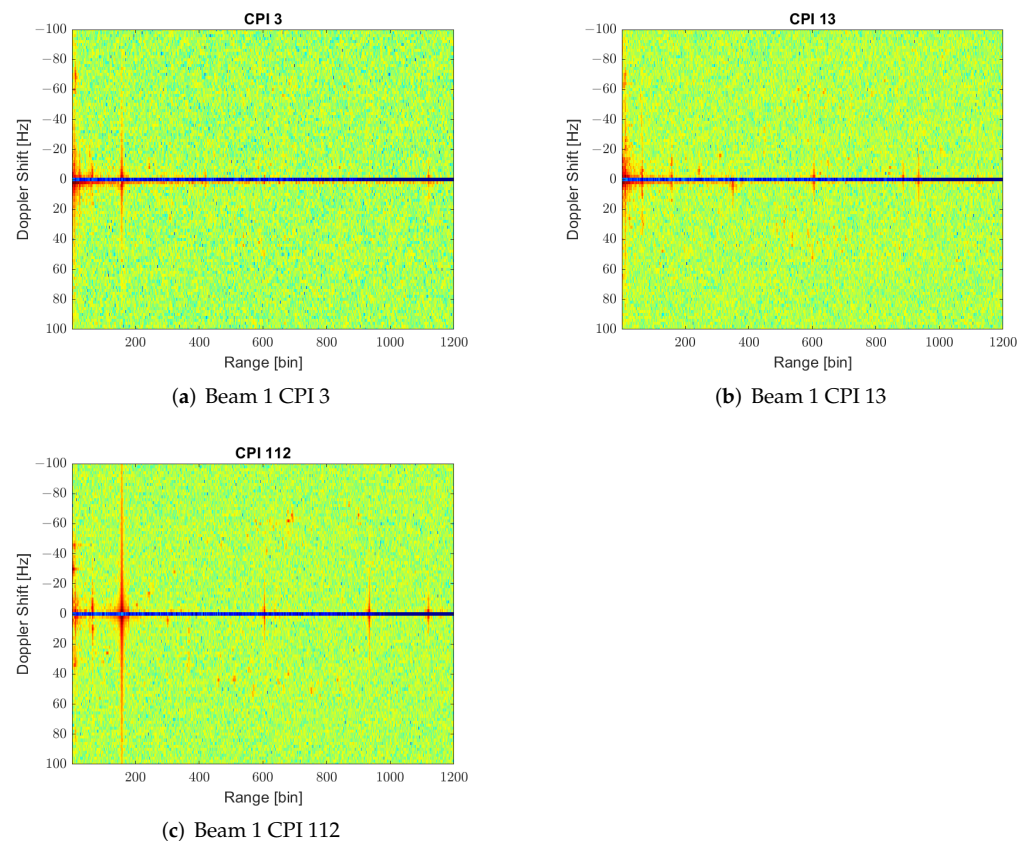 CPI 3
−100
−80
−60
−40
−20
0
20
40
60
80
100
Doppler Shift [Hz]
200 400 600 800 1000 1200
Range [bin]
(a) Beam 1 CPI 3
CPI 13
−100
−80
−60
−40
−20
0
20
40
60
80
100
Doppler Shift [Hz]
200 400 600 800 1000 1200
Range [bin]
(b) Beam 1 CPI 13
CPI 112
−100
−80
−60
−40
−20
0
20
40
60
80
100
Doppler Shift [Hz]
200 400 600 800 1000 1200
Range [bin]
(c) Beam 1 CPI 112